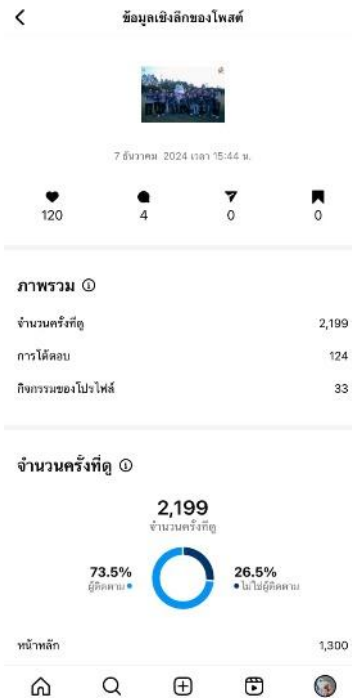 ข้อมูลเชิงลึกของโพสต์
7 ธันวาคม 2024 เวลา 15:44 น.
120 4 0 0
ภาพรวม
จำนวนครั้งที่ดู 2,199
การโต้ตอบ 124
กิจกรรมของโปรไฟล์ 33
จำนวนครั้งที่ดู
2,199
จำนวนครั้งที่ดู
73.5% 26.5%
ผู้ติดตาม ไม่ใช่ผู้ติดตาม
หน้าหลัก 1,300